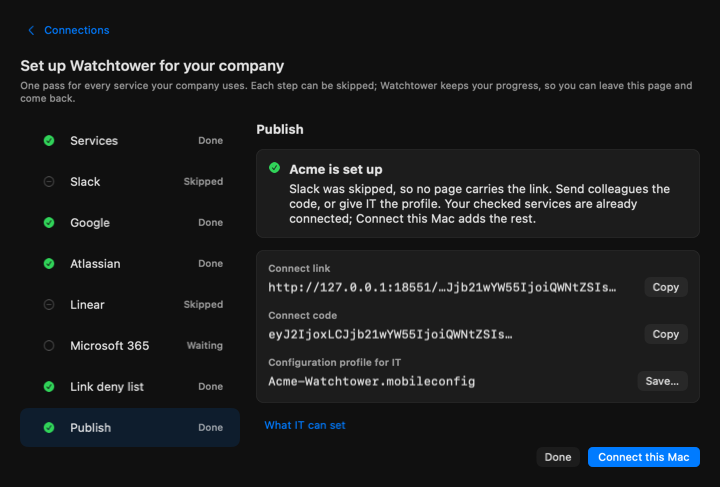 Connections
Set up Watchtower for your company
One pass for every service your company uses. Each step can be skipped; Watchtower keeps your progress, so you can leave this page and
come back.
Services Done
Slack Skipped
Google Done
Atlassian Done
Linear Skipped
Microsoft 365 Waiting
Link deny list Done
Publish Done
Publish
Acme is set up
Slack was skipped, so no page carries the link. Send colleagues the
code, or give IT the profile. Your checked services are already
connected; Connect this Mac adds the rest.
Connect link
http://127.0.0.1:18551/…Jjb21wYW55IjoiQWNtZSIs… Copy
Connect code
eyJ2IjoxLCJjb21wYW55IjoiQWNtZSIs… Copy
Configuration profile for IT
Acme-Watchtower.mobileconfig Save…
What IT can set
Done Connect this Mac